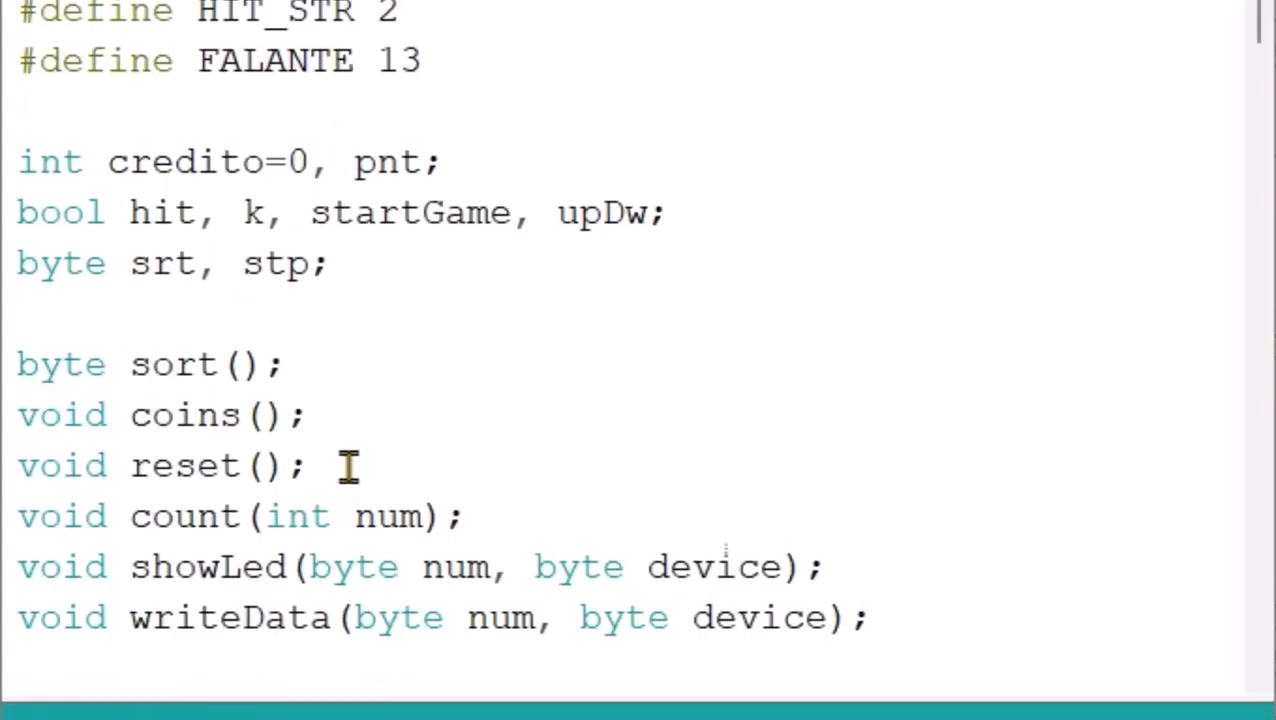 #define HIT_STR 2
#define FALANTE 13
int credito=0, pnt;
bool hit, k, startGame, upDw;
byte srt, stp;
byte sort();
void coins();
void reset();
void count(int num);
void showLed(byte num, byte device);
void writeData(byte num, byte device);